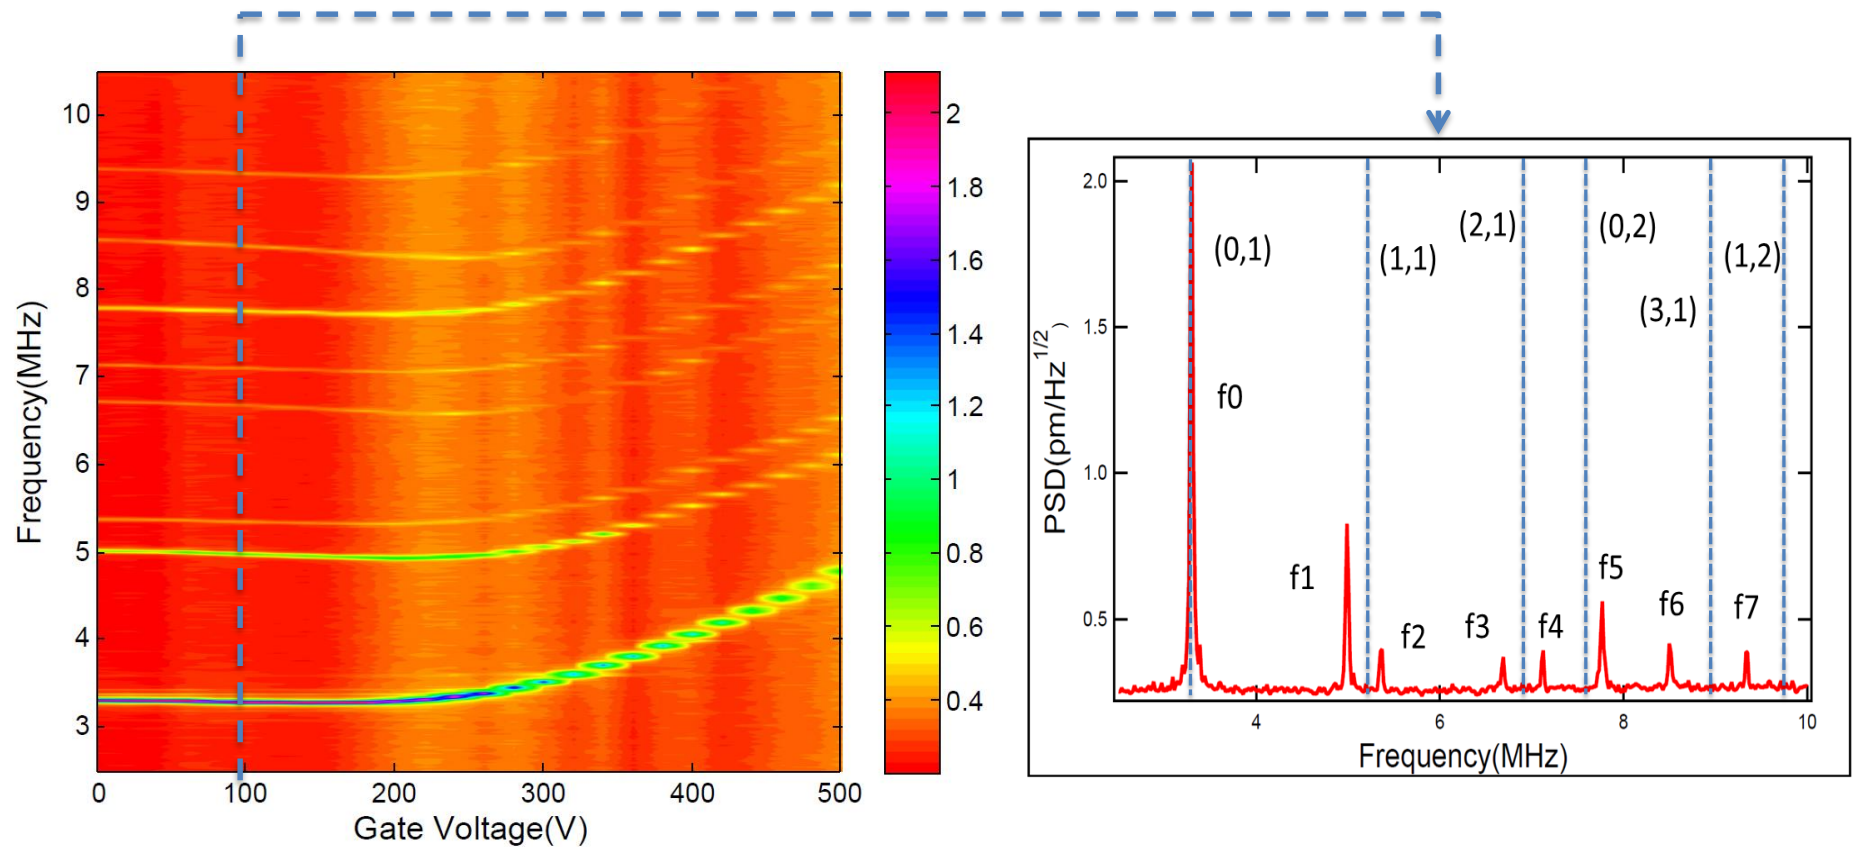 Frequency(MHz)
10
9
8
7
6
5
4
3
0 100 200 300 400 500
Gate Voltage(V)
2
1.8
1.6
1.4
1.2
1
0.8
0.6
0.4
PSD(pm/Hz^1/2)
2.0
1.5
1.0
0.5
(0,1)
(1,1)
(2,1)
(0,2)
(3,1)
(1,2)
f0
f1
f2
f3
f4
f5
f6
f7
4 6 8 10
Frequency(MHz)